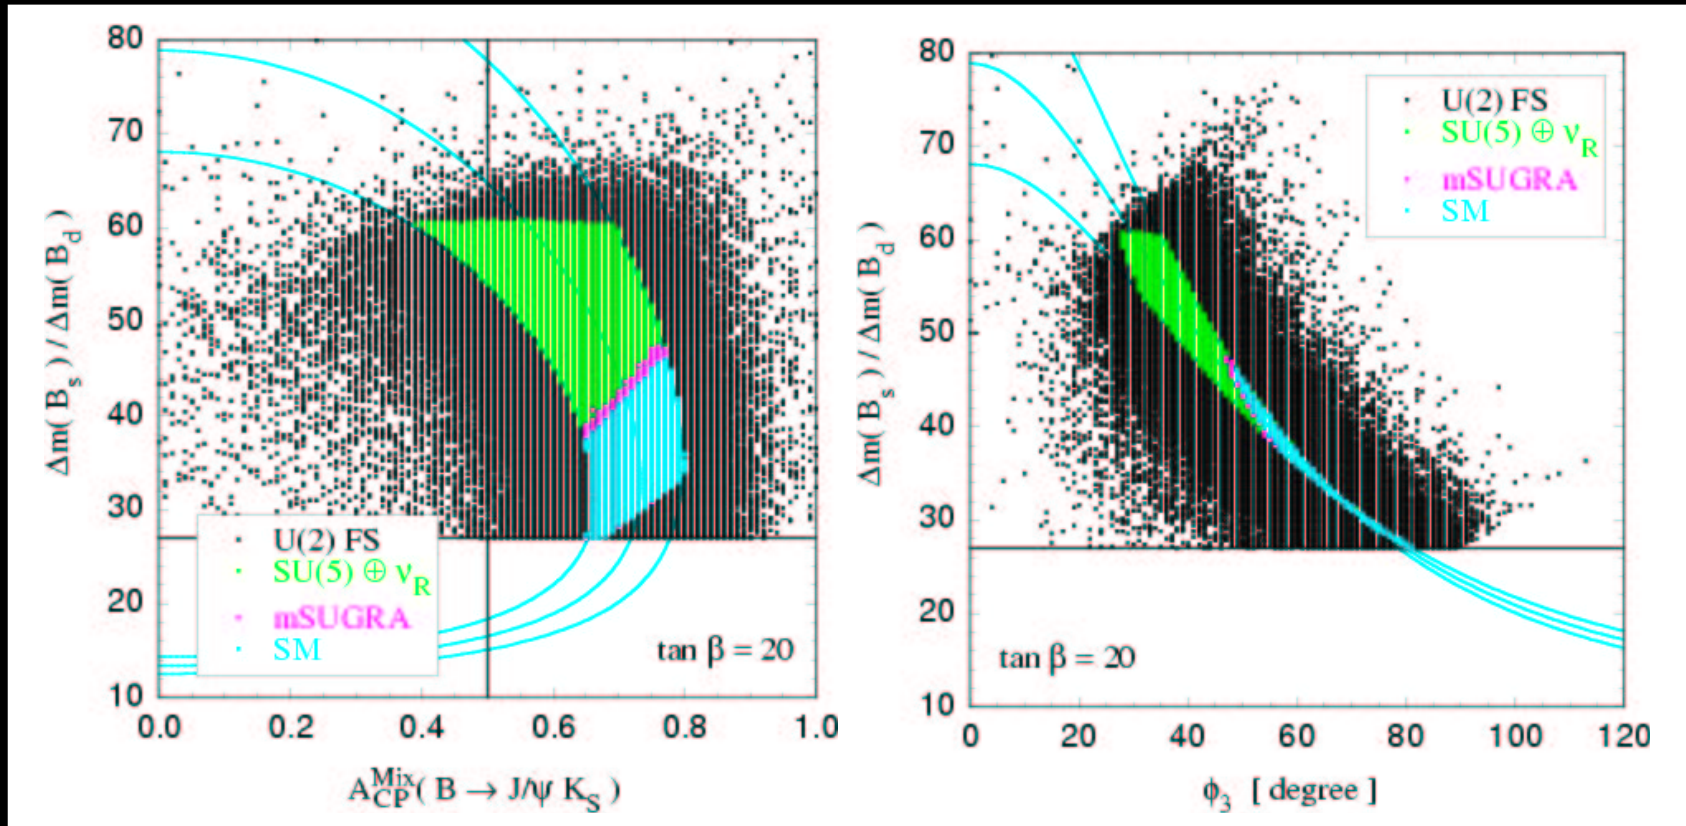 80
70
60
50
40
30
20
10
Δm( B_s ) / Δm( B_d )
U(2) FS
SU(5) ⊕ ν_R
mSUGRA
SM
tan β = 20
0.0 0.2 0.4 0.6 0.8 1.0
A_CP^Mix( B → J/ψ K_S )
80
70
60
50
40
30
20
10
Δm( B_s ) / Δm( B_d )
U(2) FS
SU(5) ⊕ ν_R
mSUGRA
SM
tan β = 20
0 20 40 60 80 100 120
ϕ_3 [ degree ]